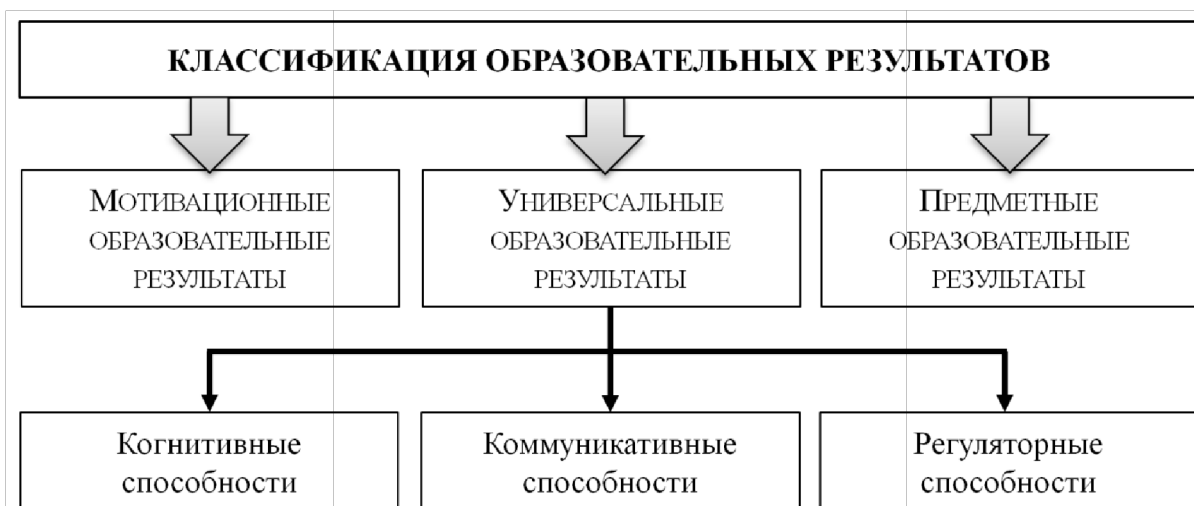 КЛАССИФИКАЦИЯ ОБРАЗОВАТЕЛЬНЫХ РЕЗУЛЬТАТОВ
МОТИВАЦИОННЫЕ
ОБРАЗОВАТЕЛЬНЫЕ
РЕЗУЛЬТАТЫ
УНИВЕРСАЛЬНЫЕ
ОБРАЗОВАТЕЛЬНЫЕ
РЕЗУЛЬТАТЫ
ПРЕДМЕТНЫЕ
ОБРАЗОВАТЕЛЬНЫЕ
РЕЗУЛЬТАТЫ
Когнитивные
способности
Коммуникативные
способности
Регуляторные
способности